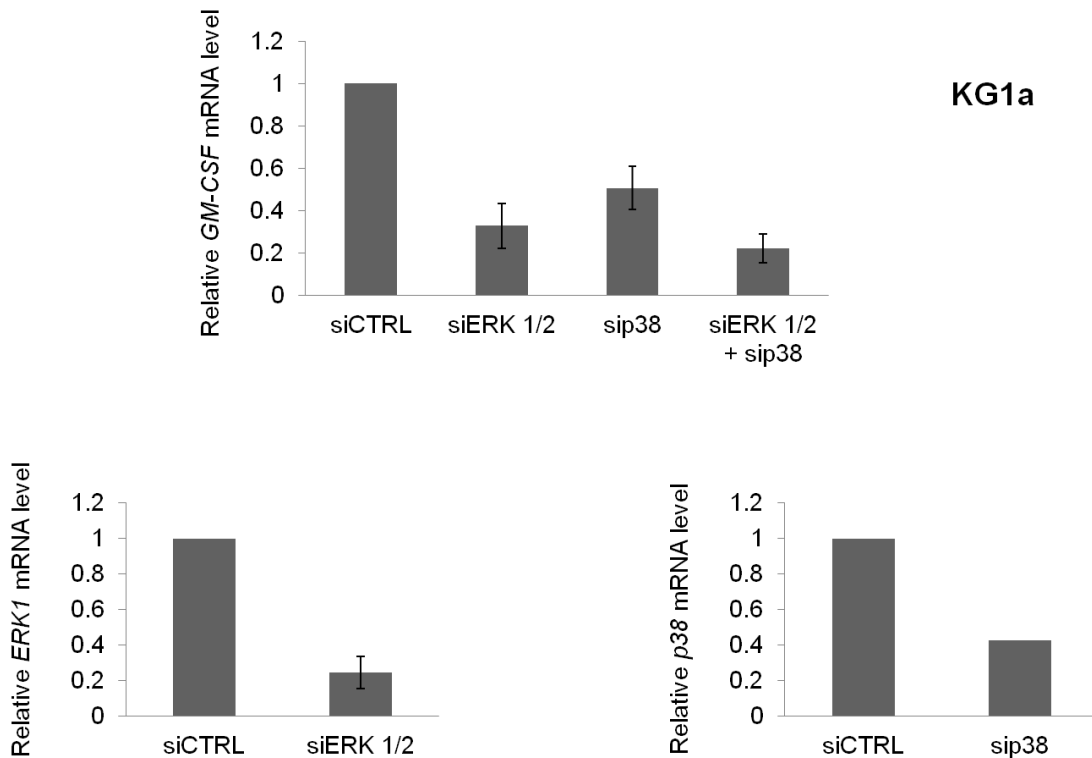 KG1a
Relative GM-CSF mRNA level
1.2
1
0.8
0.6
0.4
0.2
0
siCTRL
siERK 1/2
sip38
siERK 1/2
+ sip38
Relative ERK1 mRNA level
1.2
1
0.8
0.6
0.4
0.2
0
siCTRL
siERK 1/2
Relative p38 mRNA level
1.2
1
0.8
0.6
0.4
0.2
0
siCTRL
sip38